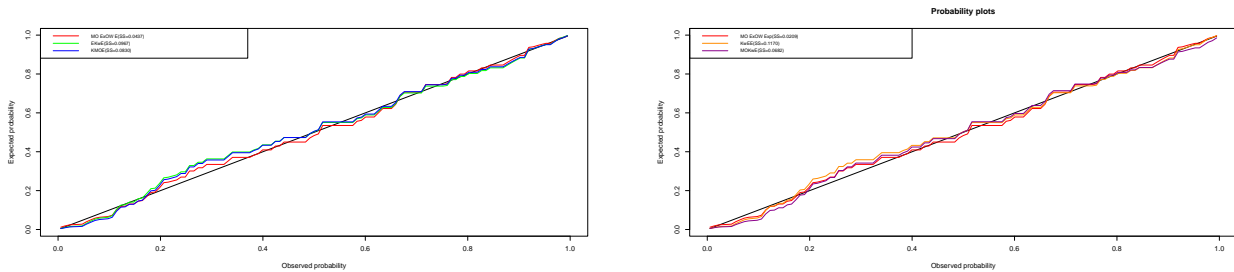 MO ExOW E(SS=0.0457)
EKwE(SS=0.0967)
KMOE(SS=0.0830)
Expected probability
1.0
0.8
0.6
0.4
0.2
0.0
0.0 0.2 0.4 0.6 0.8 1.0
Observed probability
Probability plots
MO ExOW Exp(SS=0.0209)
KwEE(SS=0.1170)
MOKwE(SS=0.0682)
Expected probability
1.0
0.8
0.6
0.4
0.2
0.0
0.0 0.2 0.4 0.6 0.8 1.0
Observed probability